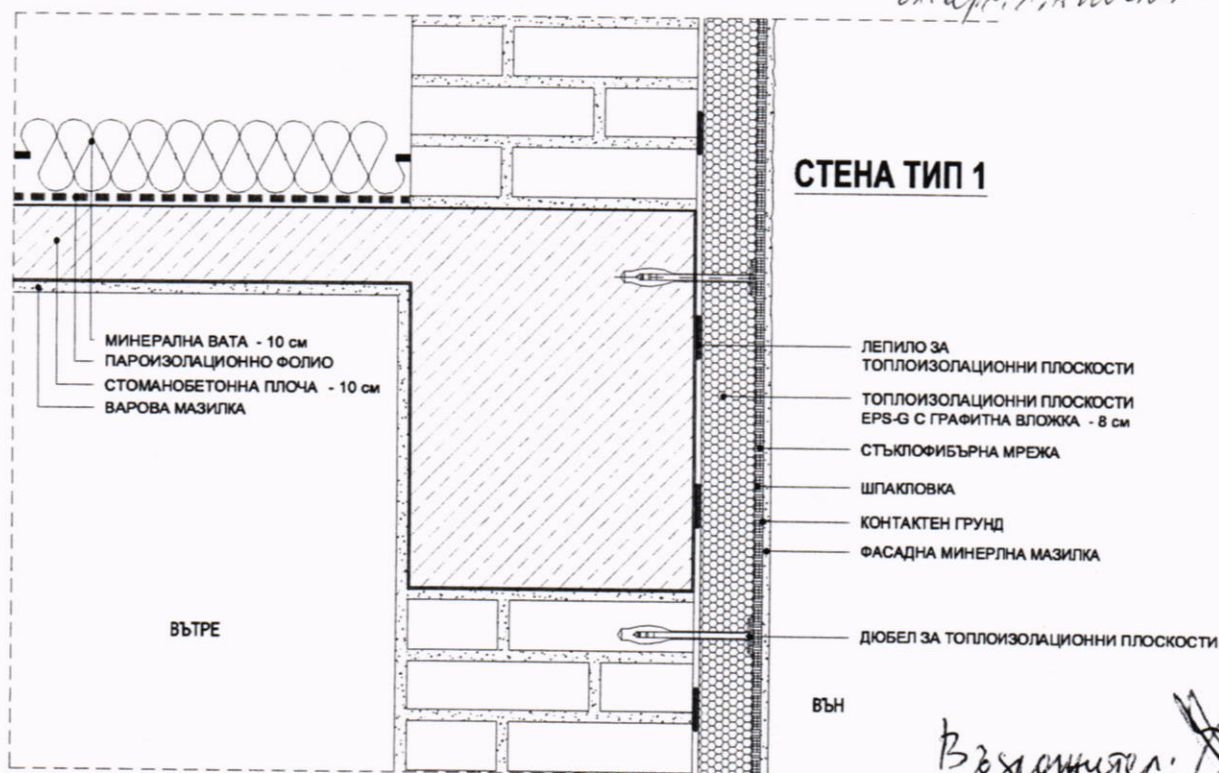 СТЕНА ТИП 1
МИНЕРАЛНА ВАТА - 10 см
ПАРОИЗОЛАЦИОННО ФОЛИО
СТОМАНОБЕТОННА ПЛОЧА - 10 см
ВАРОВА МАЗИЛКА
ЛЕПИЛО ЗА
ТОПЛОИЗОЛАЦИОННИ ПЛОСКОСТИ
ТОПЛОИЗОЛАЦИОННИ ПЛОСКОСТИ
EPS-G С ГРАФИТНА ВЛОЖКА - 8 см
СТЪКЛОФИБЪРНА МРЕЖА
ШПАКЛОВКА
КОНТАКТЕН ГРУНД
ФАСАДНА МИНЕРЛНА МАЗИЛКА
ВЪТРЕ
ДЮБЕЛ ЗА ТОПЛОИЗОЛАЦИОННИ ПЛОСКОСТИ
ВЪН
Възложител: